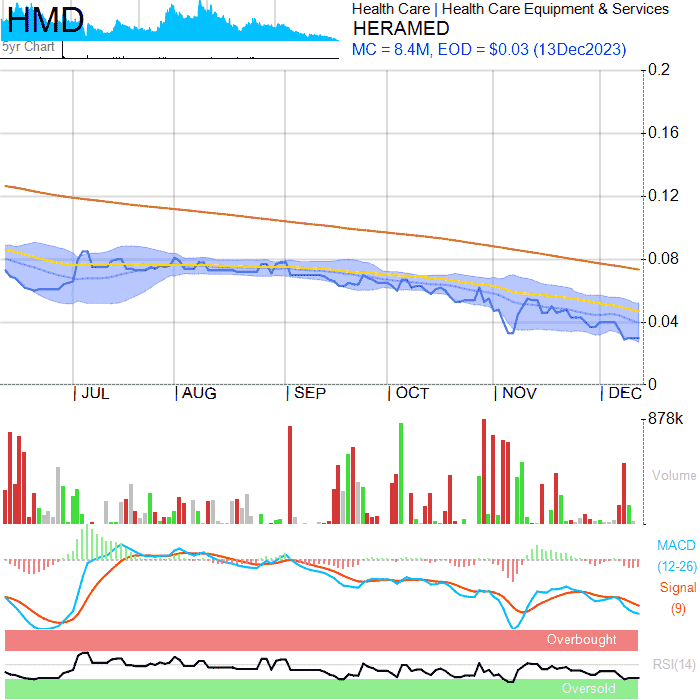 HMD
5yr Chart
Health Care | Health Care Equipment & Services
HERAMED
MC = 8.4M, EOD = $0.03 (13Dec2023)
0.2
0.16
0.12
0.08
0.04
0
| JUL | AUG | SEP | OCT | NOV | DEC
878k
Volume
MACD
(12-26)
Signal
(9)
Overbought
RSI(14)
Oversold